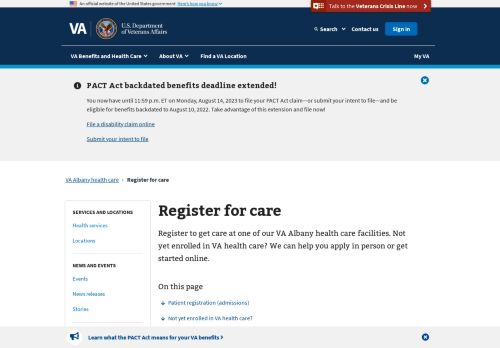 An official website of the United States government Here's how you know
Talk to the Veterans Crisis Line now
VA
U.S. Department of Veterans Affairs
Search
Contact us
Sign in
VA Benefits and Health Care
About VA
Find a VA Location
My VA
PACT Act backdated benefits deadline extended!
You now have until 11:59 p.m. ET on Monday, August 14, 2023 to file your PACT Act claim—or submit your intent to file—and be
eligible for benefits backdated to August 10, 2022. Take advantage of this extension and file now!
File a disability claim online
Submit your intent to file
VA Albany health care › Register for care
SERVICES AND LOCATIONS
Health services
Locations
NEWS AND EVENTS
Events
News releases
Stories
Register for care
Register to get care at one of our VA Albany health care facilities. Not
yet enrolled in VA health care? We can help you apply in person or get
started online.
On this page
Patient registration (admissions)
Not yet enrolled in VA health care?
Learn what the PACT Act means for your VA benefits